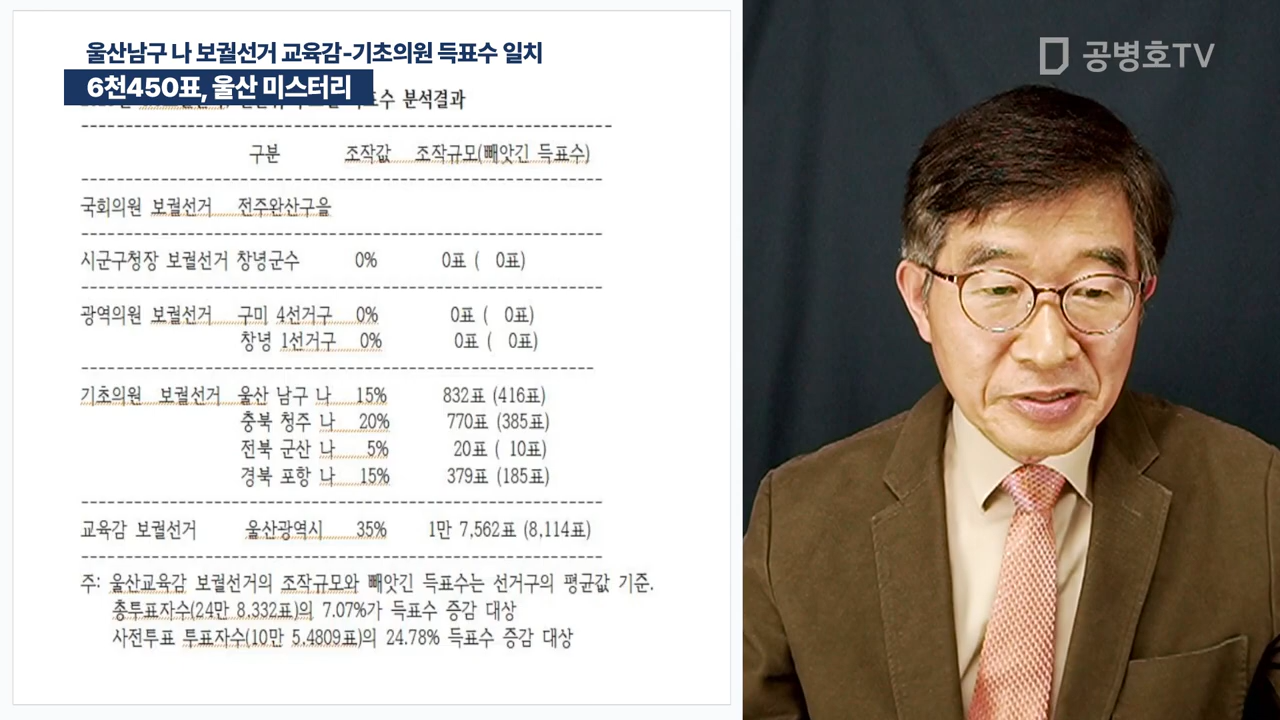 울산남구 나 보궐선거 교육감-기초의원 득표수 일치
6천450표, 울산 미스터리
분석결과
공병호TV
구분 조작값 조작규모(빼앗긴 득표수)
국회의원 보궐선거 전주완산구을
시군구청장 보궐선거 창녕군수 0% 0표 ( 0표)
광역의원 보궐선거 구미 4선거구 0% 0표 ( 0표)
창녕 1선거구 0% 0표 ( 0표)
기초의원 보궐선거 울산 남구 나 15% 832표 (416표)
충북 청주 나 20% 770표 (385표)
전북 군산 나 5% 20표 ( 10표)
경북 포항 나 15% 379표 (185표)
교육감 보궐선거 울산광역시 35% 1만 7,562표 (8,114표)
주: 울산교육감 보궐선거의 조작규모와 빼앗긴 득표수는 선거구의 평균값 기준.
총투표자수(24만 8.332표)의 7.07%가 득표수 증감 대상
사전투표 투표자수(10만 5.4809표)의 24.78% 득표수 증감 대상